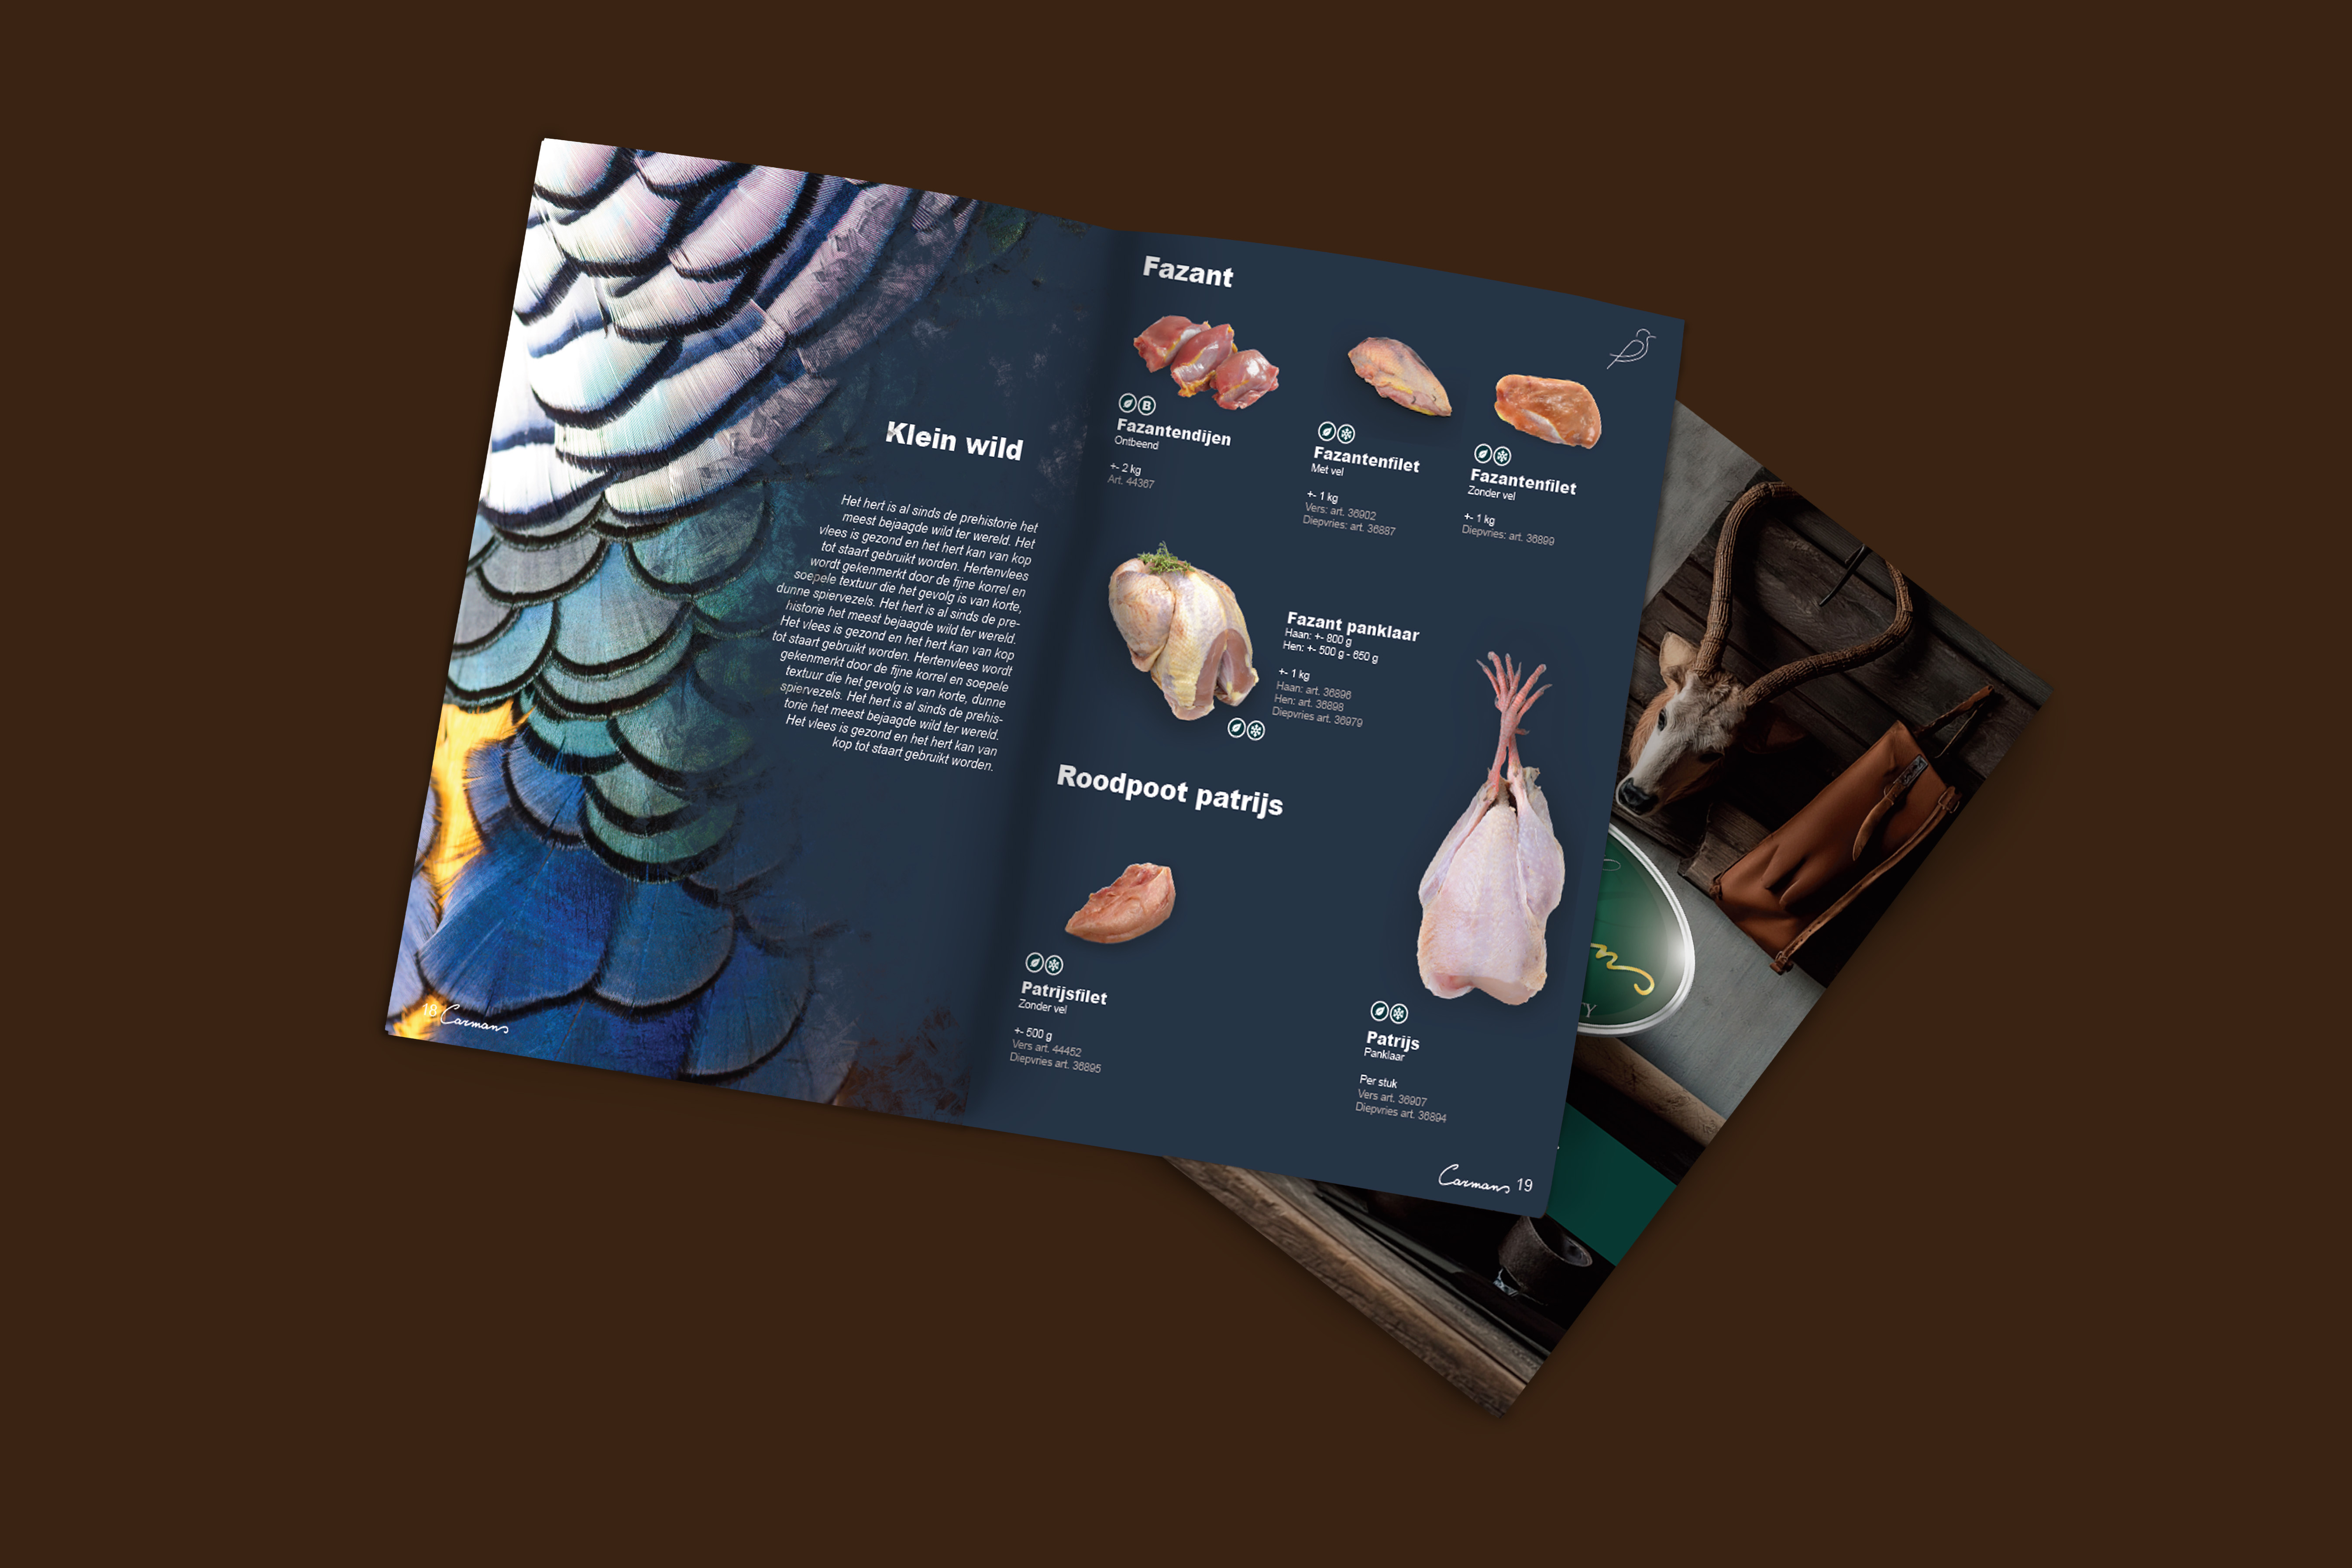 Klein wild
Het hert is al sinds de prehistorie het
meest bejaagde wild ter wereld. Het
vlees is gezond en het hert kan van kop
tot staart gebruikt worden. Hertenvlees
wordt gekenmerkt door de fijne korrel en
soepele textuur die het gevolg is van korte,
dunne spiervezels. Het hert is al sinds de pre-
historie het meest bejaagde wild ter wereld.
Het vlees is gezond en het hert kan van kop
tot staart gebruikt worden. Hertenvlees wordt
gekenmerkt door de fijne korrel en soepele
textuur die het gevolg is van korte, dunne
spiervezels. Het hert is al sinds de prehis-
torie het meest bejaagde wild ter wereld.
Het vlees is gezond en het hert kan van
kop tot staart gebruikt worden.
18 Carmans
Fazant
B
Fazantendijen
Ontbeend
+- 2 kg
Art. 44367
Fazantenfilet
Met vel
+- 1 kg
Vers: art. 36902
Diepvries: art. 36887
Fazantenfilet
Zonder vel
+- 1 kg
Diepvries: art. 36899
Fazant panklaar
Haan: +- 800 g
Hen: +- 500 g - 650 g
+- 1 kg
Haan: art. 36896
Hen: art. 36898
Diepvries art. 36979
Roodpoot patrijs
Patrijsfilet
Zonder vel
+- 500 g
Vers art. 44452
Diepvries art. 36895
Patrijs
Panklaar
Per stuk
Vers art. 36907
Diepvries art. 36894
Carmans 19